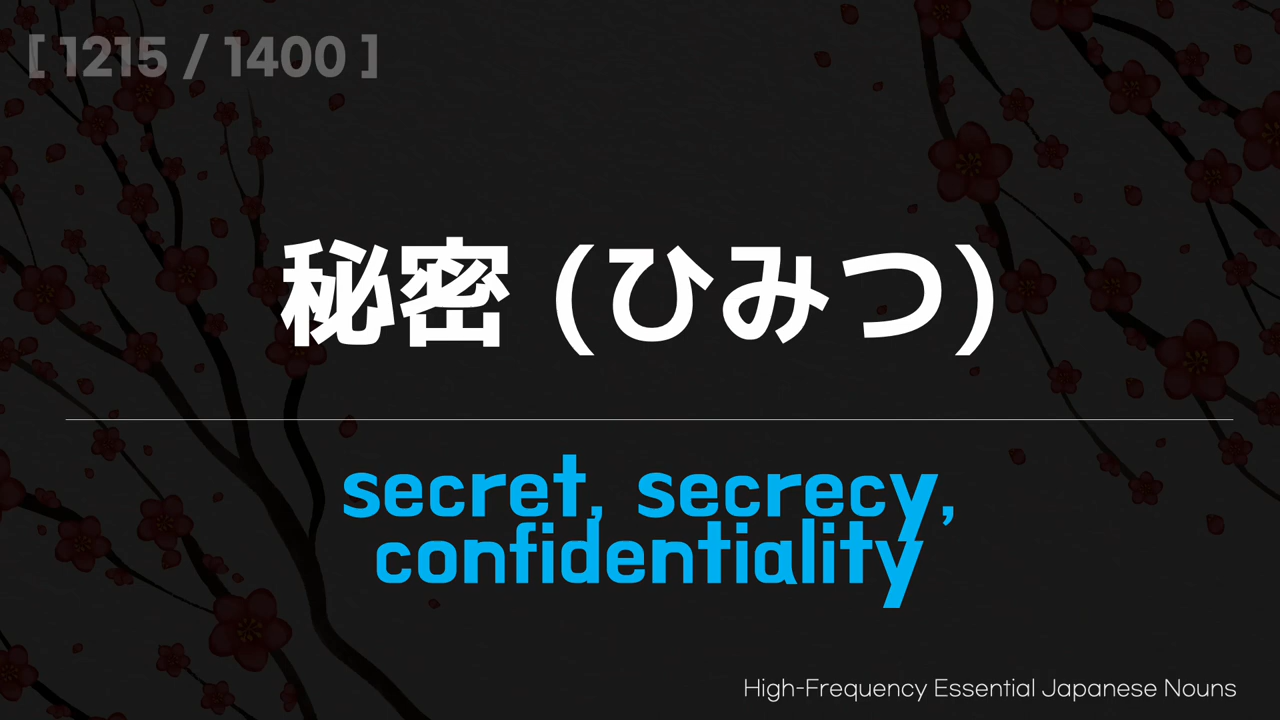 [ 1215 / 1400 ]
秘密 (ひみつ)
secret, secrecy,
confidentiality
High-Frequency Essential Japanese Nouns